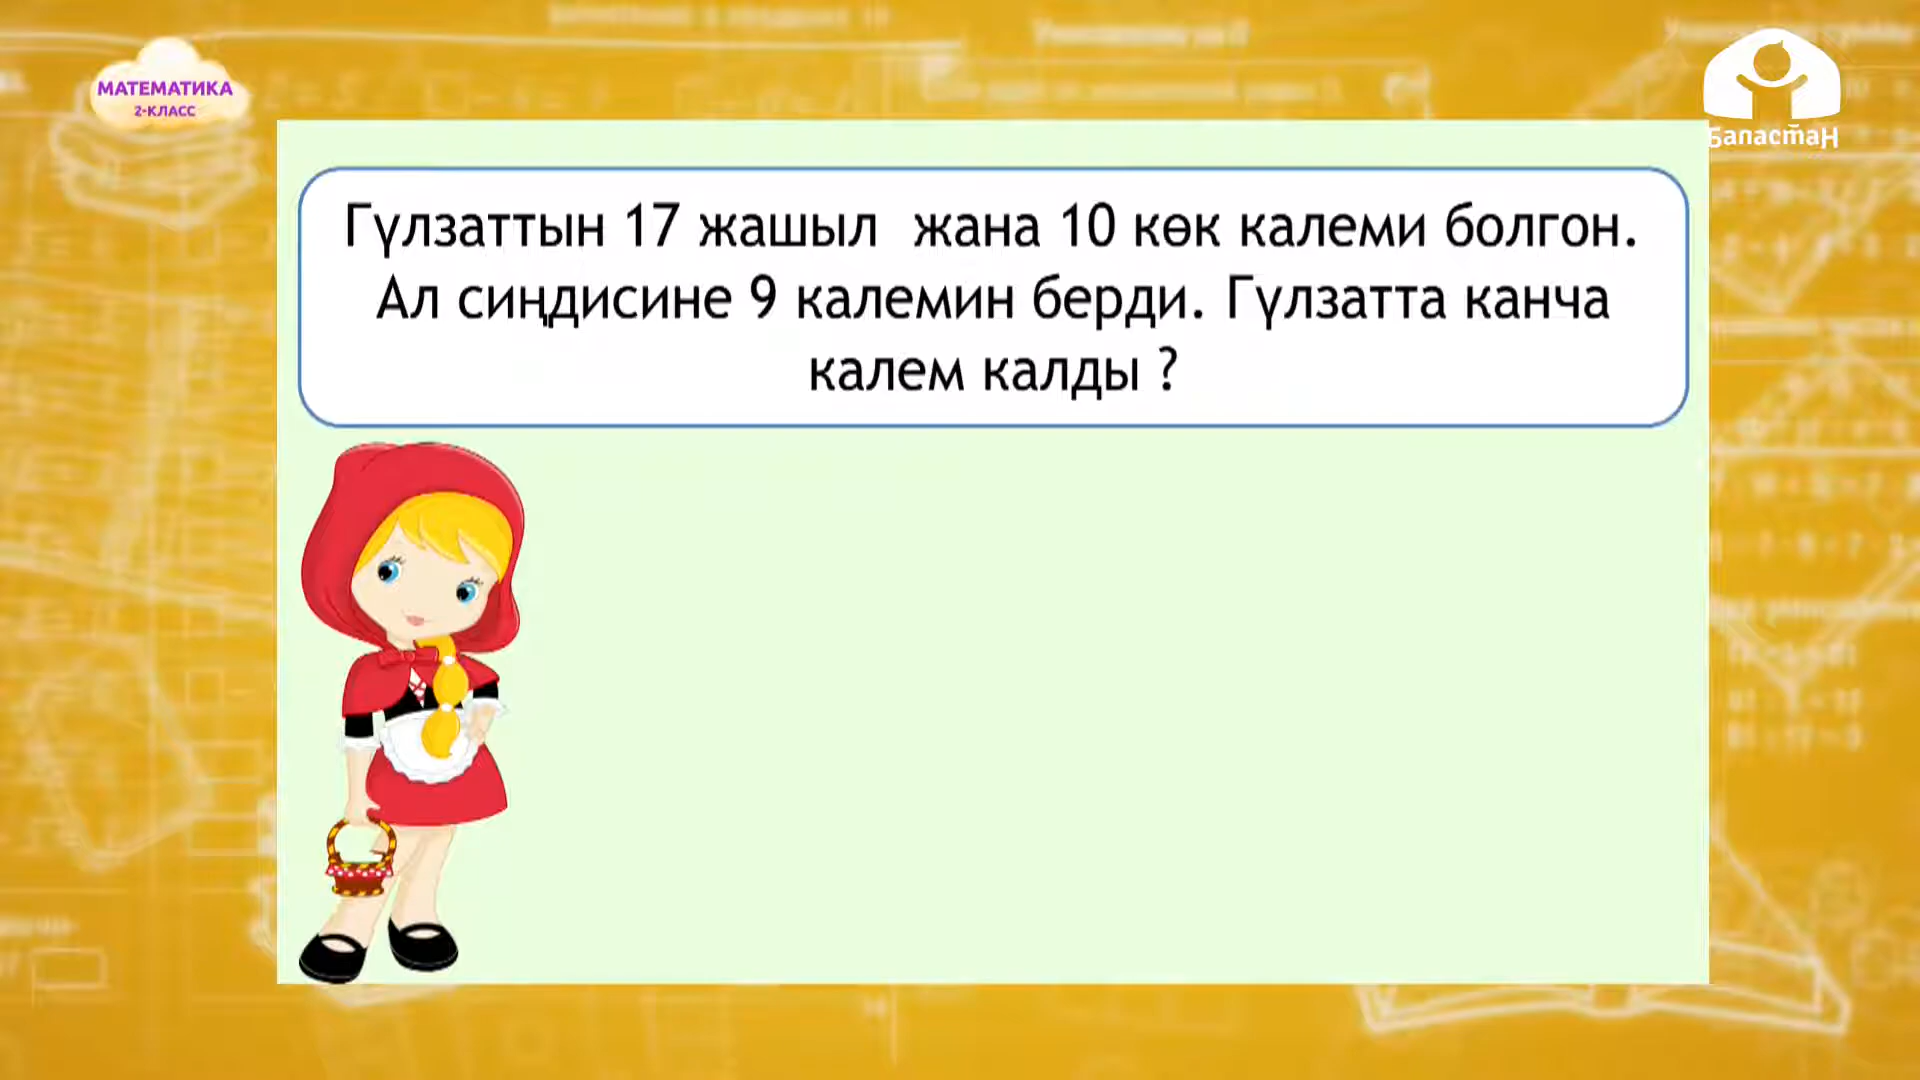 МАТЕМАТИКА
2-КЛАСС
Баластан
Гүлзаттын 17 жашыл жана 10 көк калеми болгон.
Ал сиңдисине 9 калемин берди. Гүлзатта канча
калем калды ?